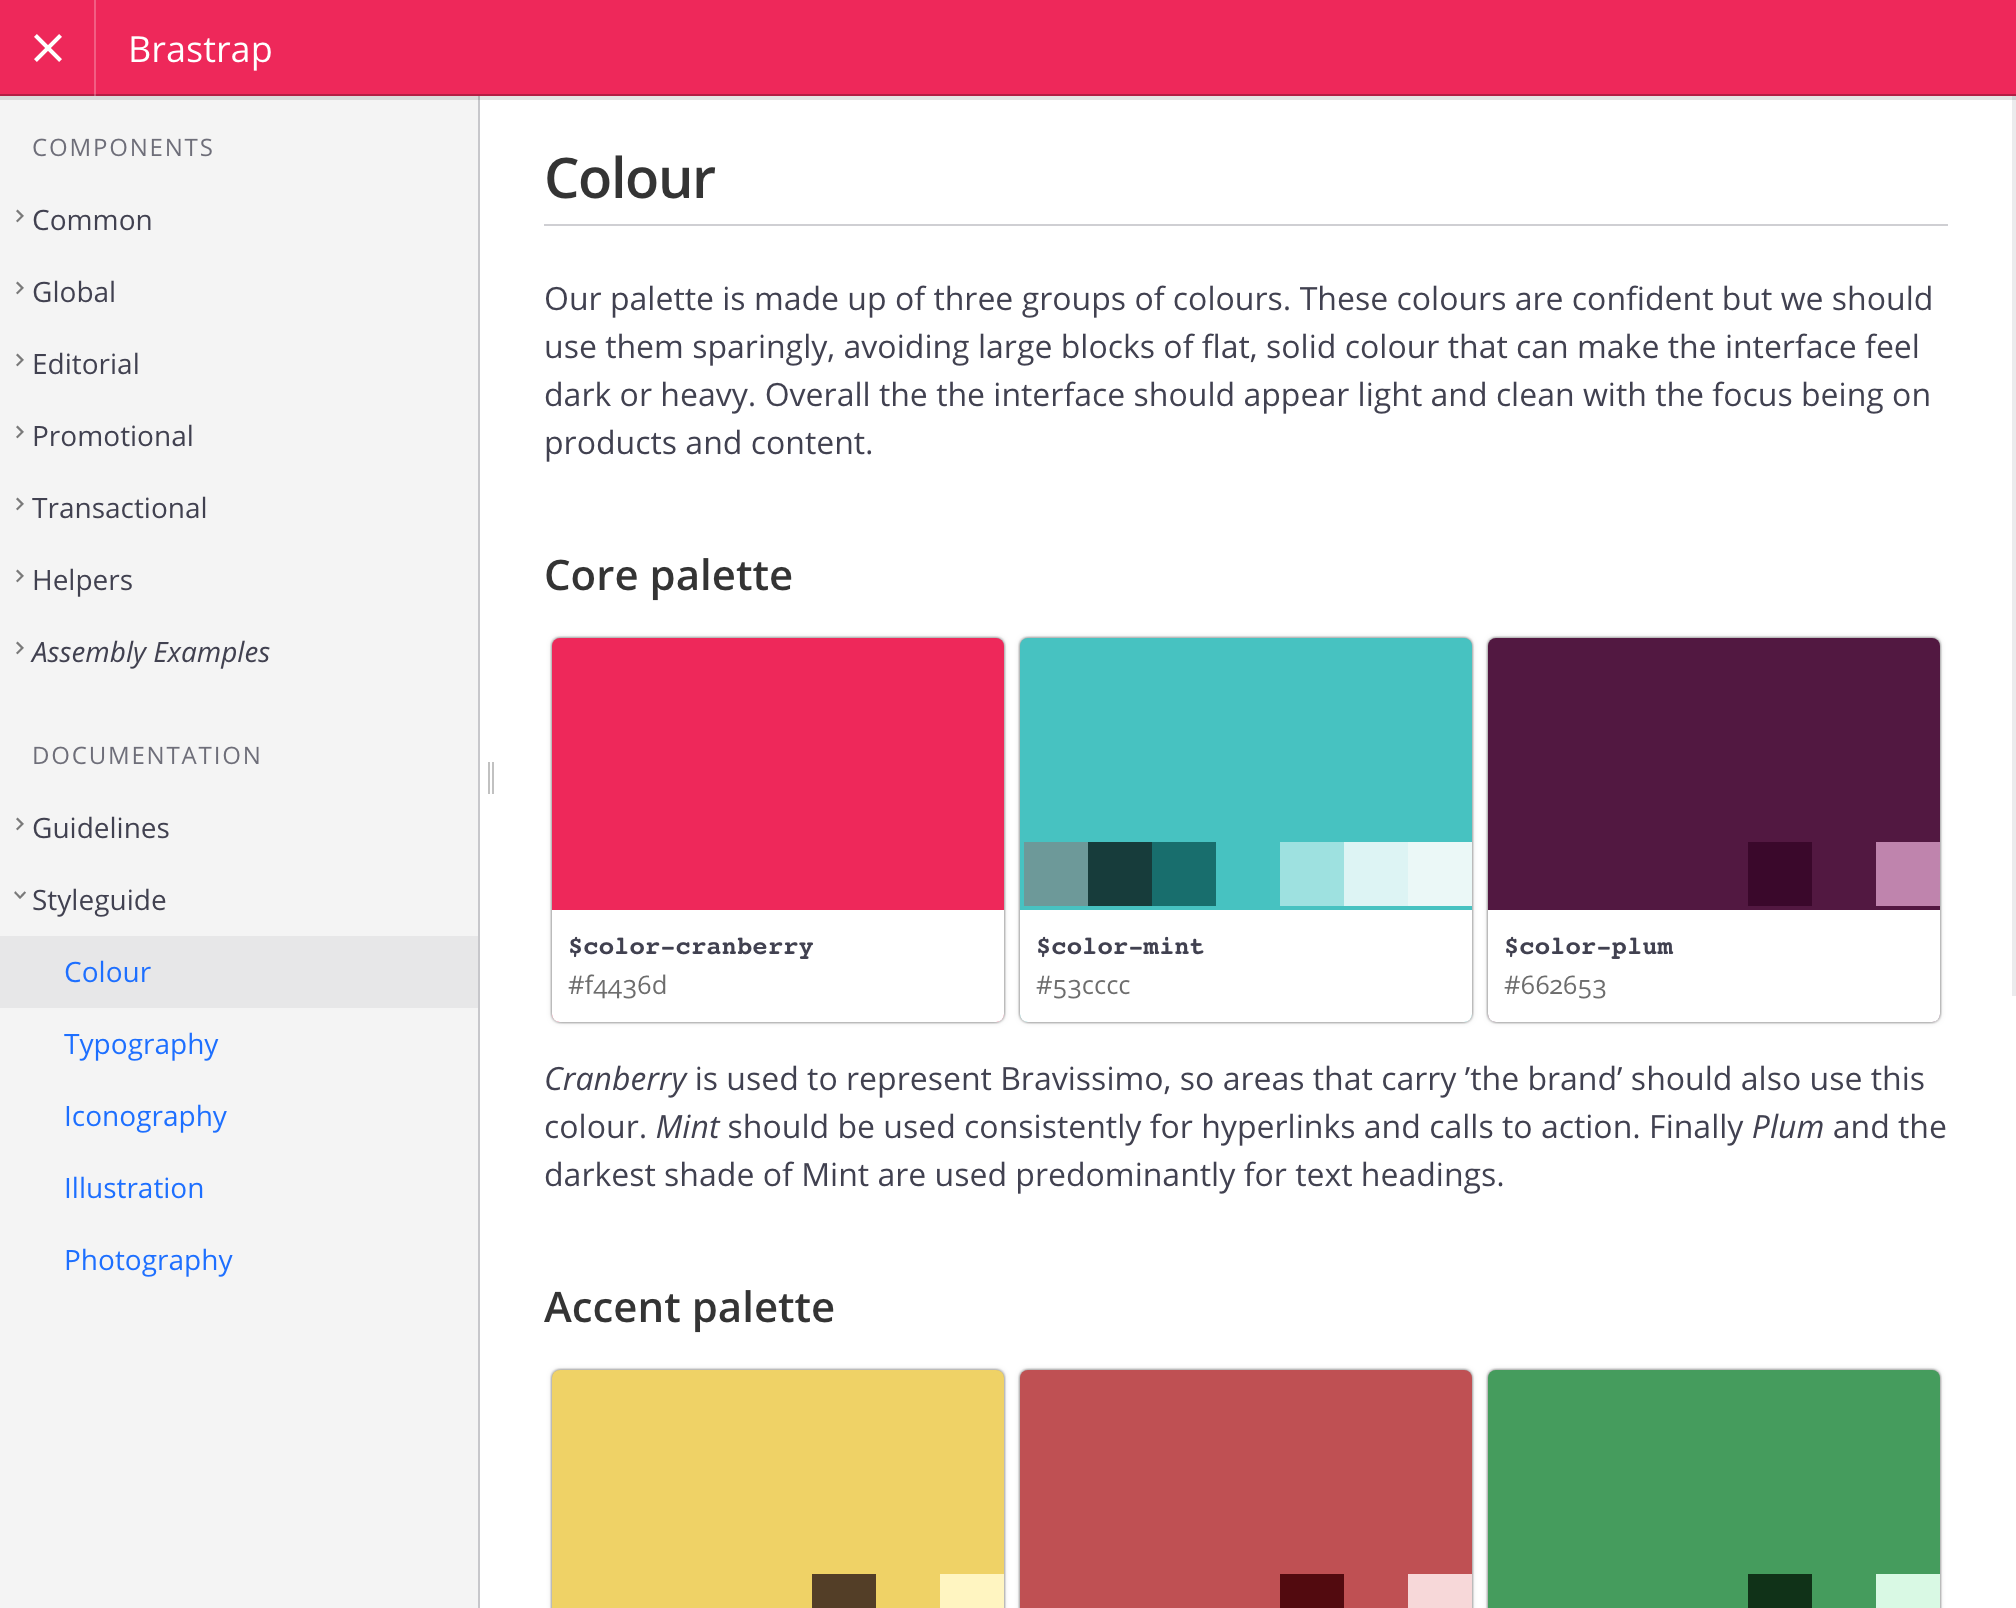 Brastrap
COMPONENTS
Common
Global
Editorial
Promotional
Transactional
Helpers
Assembly Examples
DOCUMENTATION
Guidelines
Styleguide
Colour
Typography
Iconography
Illustration
Photography
Colour
Our palette is made up of three groups of colours. These colours are confident but we should
use them sparingly, avoiding large blocks of flat, solid colour that can make the interface feel
dark or heavy. Overall the the interface should appear light and clean with the focus being on
products and content.
Core palette
$color-cranberry
#f4436d
$color-mint
#53cccc
$color-plum
#662653
Cranberry is used to represent Bravissimo, so areas that carry ’the brand’ should also use this
colour. Mint should be used consistently for hyperlinks and calls to action. Finally Plum and the
darkest shade of Mint are used predominantly for text headings.
Accent palette